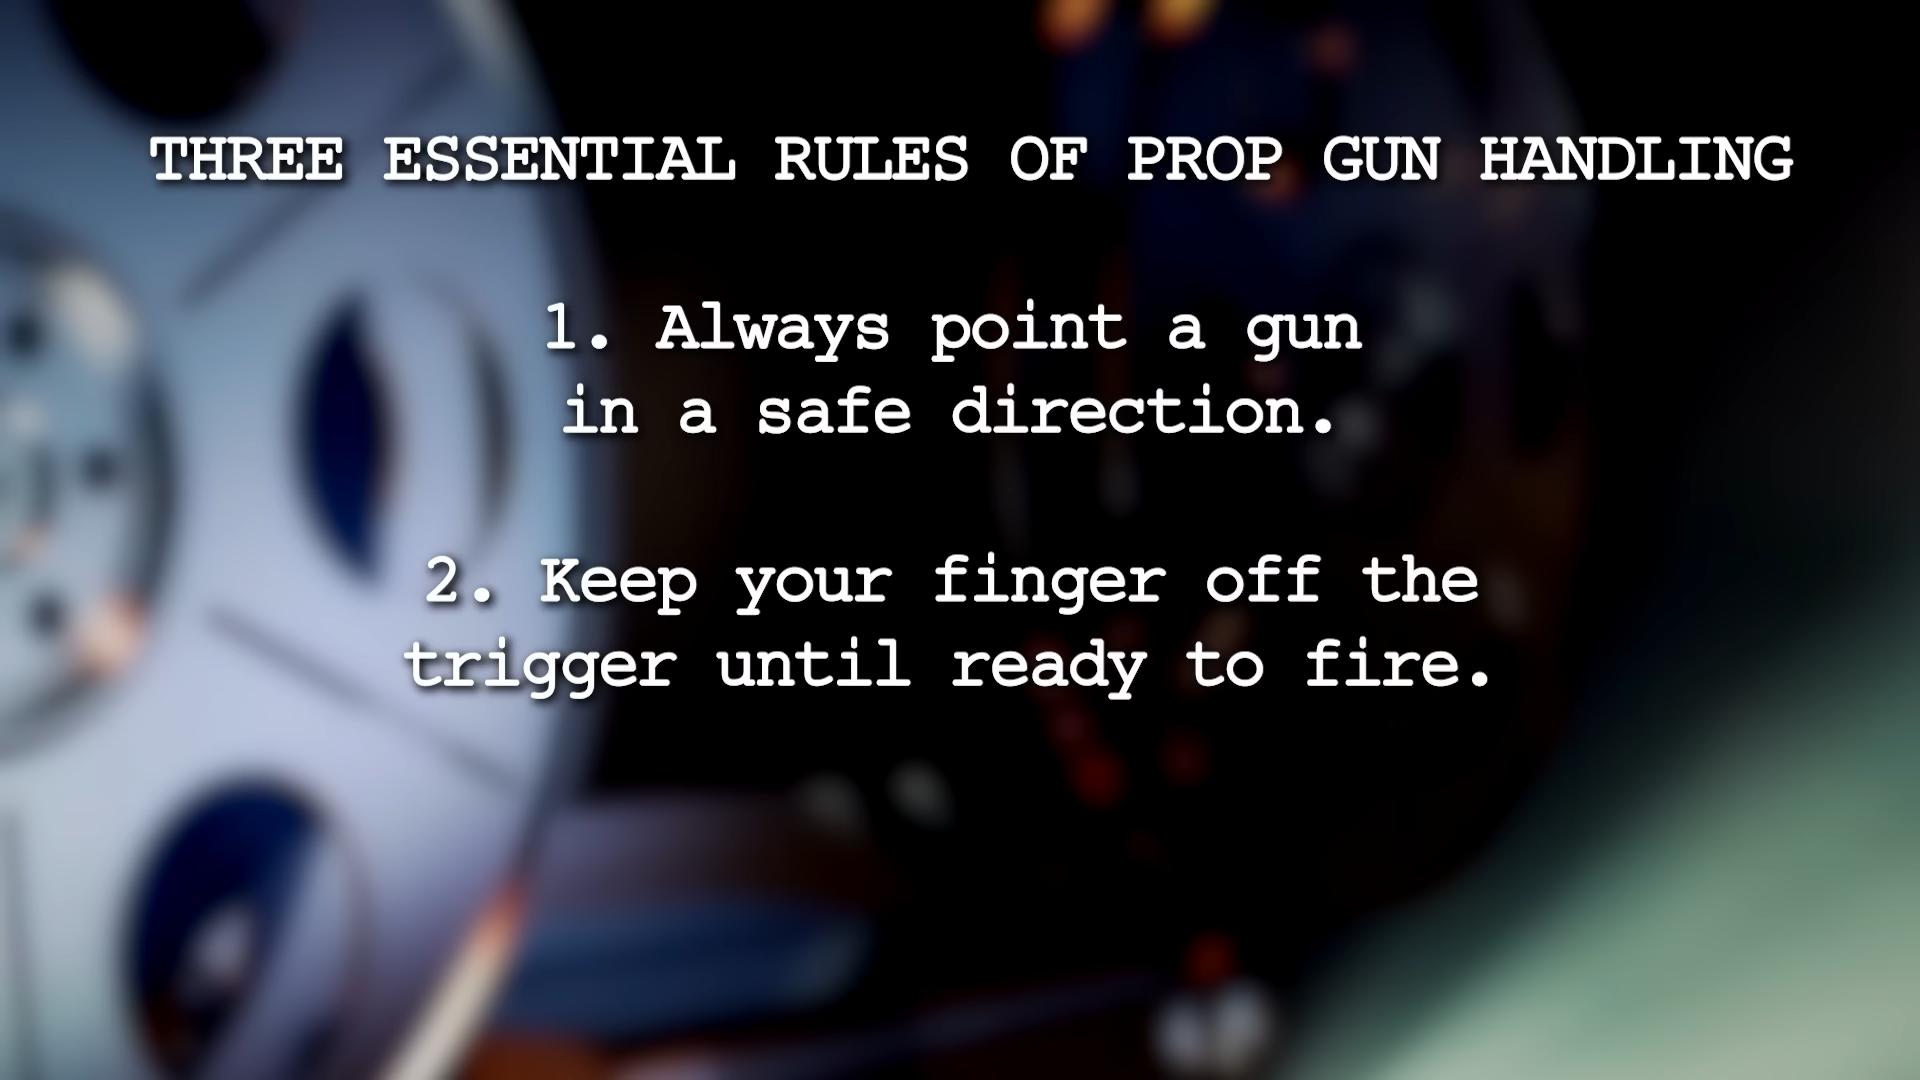 THREE ESSENTIAL RULES OF PROP GUN HANDLING
1. Always point a gun
in a safe direction.
2. Keep your finger off the
trigger until ready to fire.